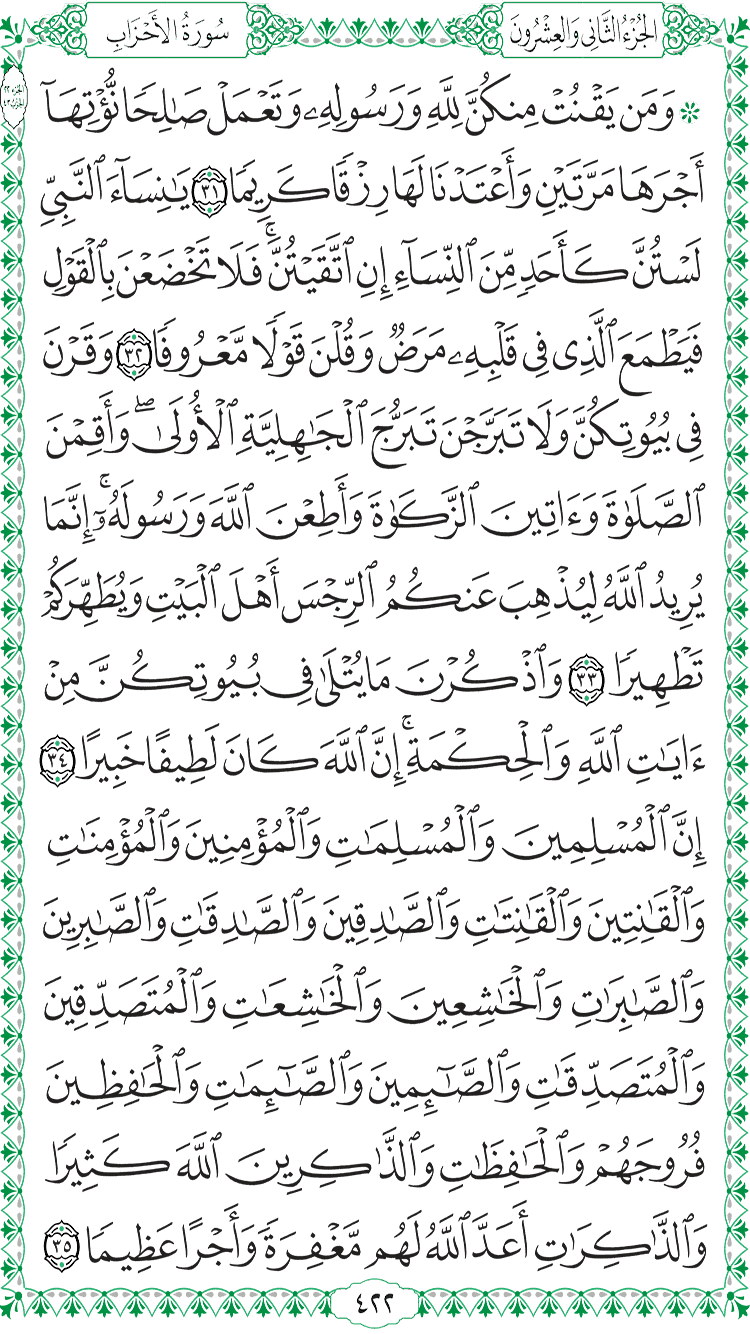 الجُزْءُ الثَّانِي وَالعِشْرُونَ
سُورَةُ الأَحْزَابِ
۞ وَمَن يَقْنُتْ مِنكُنَّ لِلَّهِ وَرَسُولِهِۦ وَتَعْمَلْ صَٰلِحًا نُّؤْتِهَآ
أَجْرَهَا مَرَّتَيْنِ وَأَعْتَدْنَا لَهَا رِزْقًا كَرِيمًا ٣١ يَٰنِسَآءَ ٱلنَّبِيِّ
لَسْتُنَّ كَأَحَدٍ مِّنَ ٱلنِّسَآءِ إِنِ ٱتَّقَيْتُنَّۚ فَلَا تَخْضَعْنَ بِٱلْقَوْلِ
فَيَطْمَعَ ٱلَّذِى فِى قَلْبِهِۦ مَرَضٌ وَقُلْنَ قَوْلًا مَّعْرُوفًا ٣٢ وَقَرْنَ
فِى بُيُوتِكُنَّ وَلَا تَبَرَّجْنَ تَبَرُّجَ ٱلْجَٰهِلِيَّةِ ٱلْأُولَىٰۖ وَأَقِمْنَ
ٱلصَّلَوٰةَ وَءَاتِينَ ٱلزَّكَوٰةَ وَأَطِعْنَ ٱللَّهَ وَرَسُولَهُۥٓۚ إِنَّمَا
يُرِيدُ ٱللَّهُ لِيُذْهِبَ عَنكُمُ ٱلرِّجْسَ أَهْلَ ٱلْبَيْتِ وَيُطَهِّرَكُمْ
تَطْهِيرًا ٣٣ وَٱذْكُرْنَ مَا يُتْلَىٰ فِى بُيُوتِكُنَّ مِنْ
ءَايَٰتِ ٱللَّهِ وَٱلْحِكْمَةِۚ إِنَّ ٱللَّهَ كَانَ لَطِيفًا خَبِيرًا ٣٤
إِنَّ ٱلْمُسْلِمِينَ وَٱلْمُسْلِمَٰتِ وَٱلْمُؤْمِنِينَ وَٱلْمُؤْمِنَٰتِ
وَٱلْقَٰنِتِينَ وَٱلْقَٰنِتَٰتِ وَٱلصَّٰدِقِينَ وَٱلصَّٰدِقَٰتِ وَٱلصَّٰبِرِينَ
وَٱلصَّٰبِرَٰتِ وَٱلْخَٰشِعِينَ وَٱلْخَٰشِعَٰتِ وَٱلْمُتَصَدِّقِينَ
وَٱلْمُتَصَدِّقَٰتِ وَٱلصَّٰٓئِمِينَ وَٱلصَّٰٓئِمَٰتِ وَٱلْحَٰفِظِينَ
فُرُوجَهُمْ وَٱلْحَٰفِظَٰتِ وَٱلذَّٰكِرِينَ ٱللَّهَ كَثِيرًا
وَٱلذَّٰكِرَٰتِ أَعَدَّ ٱللَّهُ لَهُم مَّغْفِرَةً وَأَجْرًا عَظِيمًا ٣٥
٤٢٢